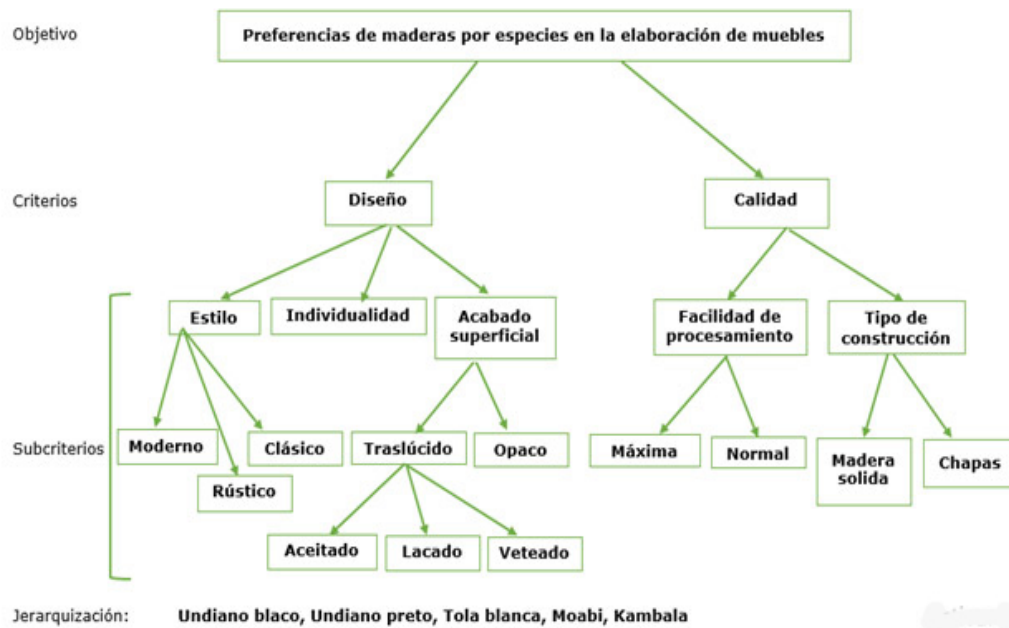 Objetivo
Preferencias de maderas por especies en la elaboración de muebles
Criterios
Diseño
Calidad
Estilo
Individualidad
Acabado
superficial
Facilidad de
procesamiento
Tipo de
construcción
Subcriterios
Moderno
Clásico
Rústico
Traslúcido
Opaco
Máxima
Normal
Madera
solida
Chapas
Aceitado
Lacado
Veteado
Jerarquización: Undiano blaco, Undiano preto, Tola blanca, Moabi, Kambala